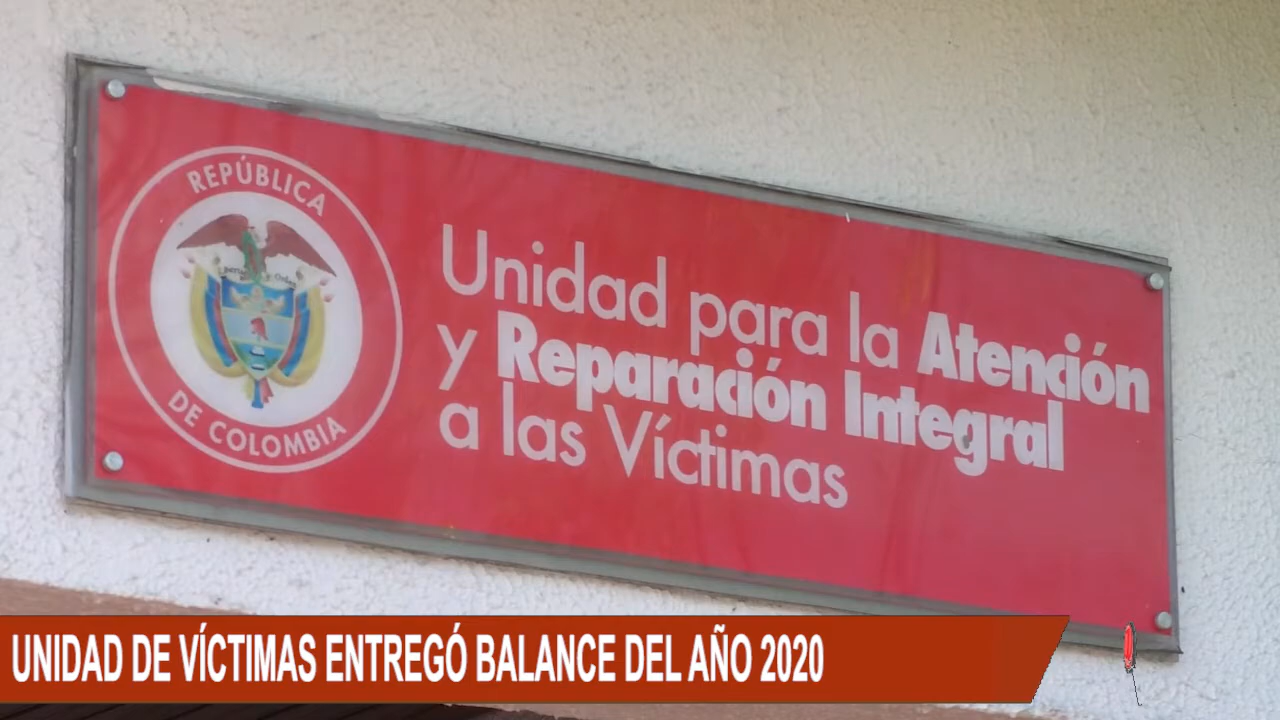 REPÚBLICA
DE COLOMBIA
Unidad para la Atención
y Reparación Integral
a las Víctimas
UNIDAD DE VÍCTIMAS ENTREGÓ BALANCE DEL AÑO 2020